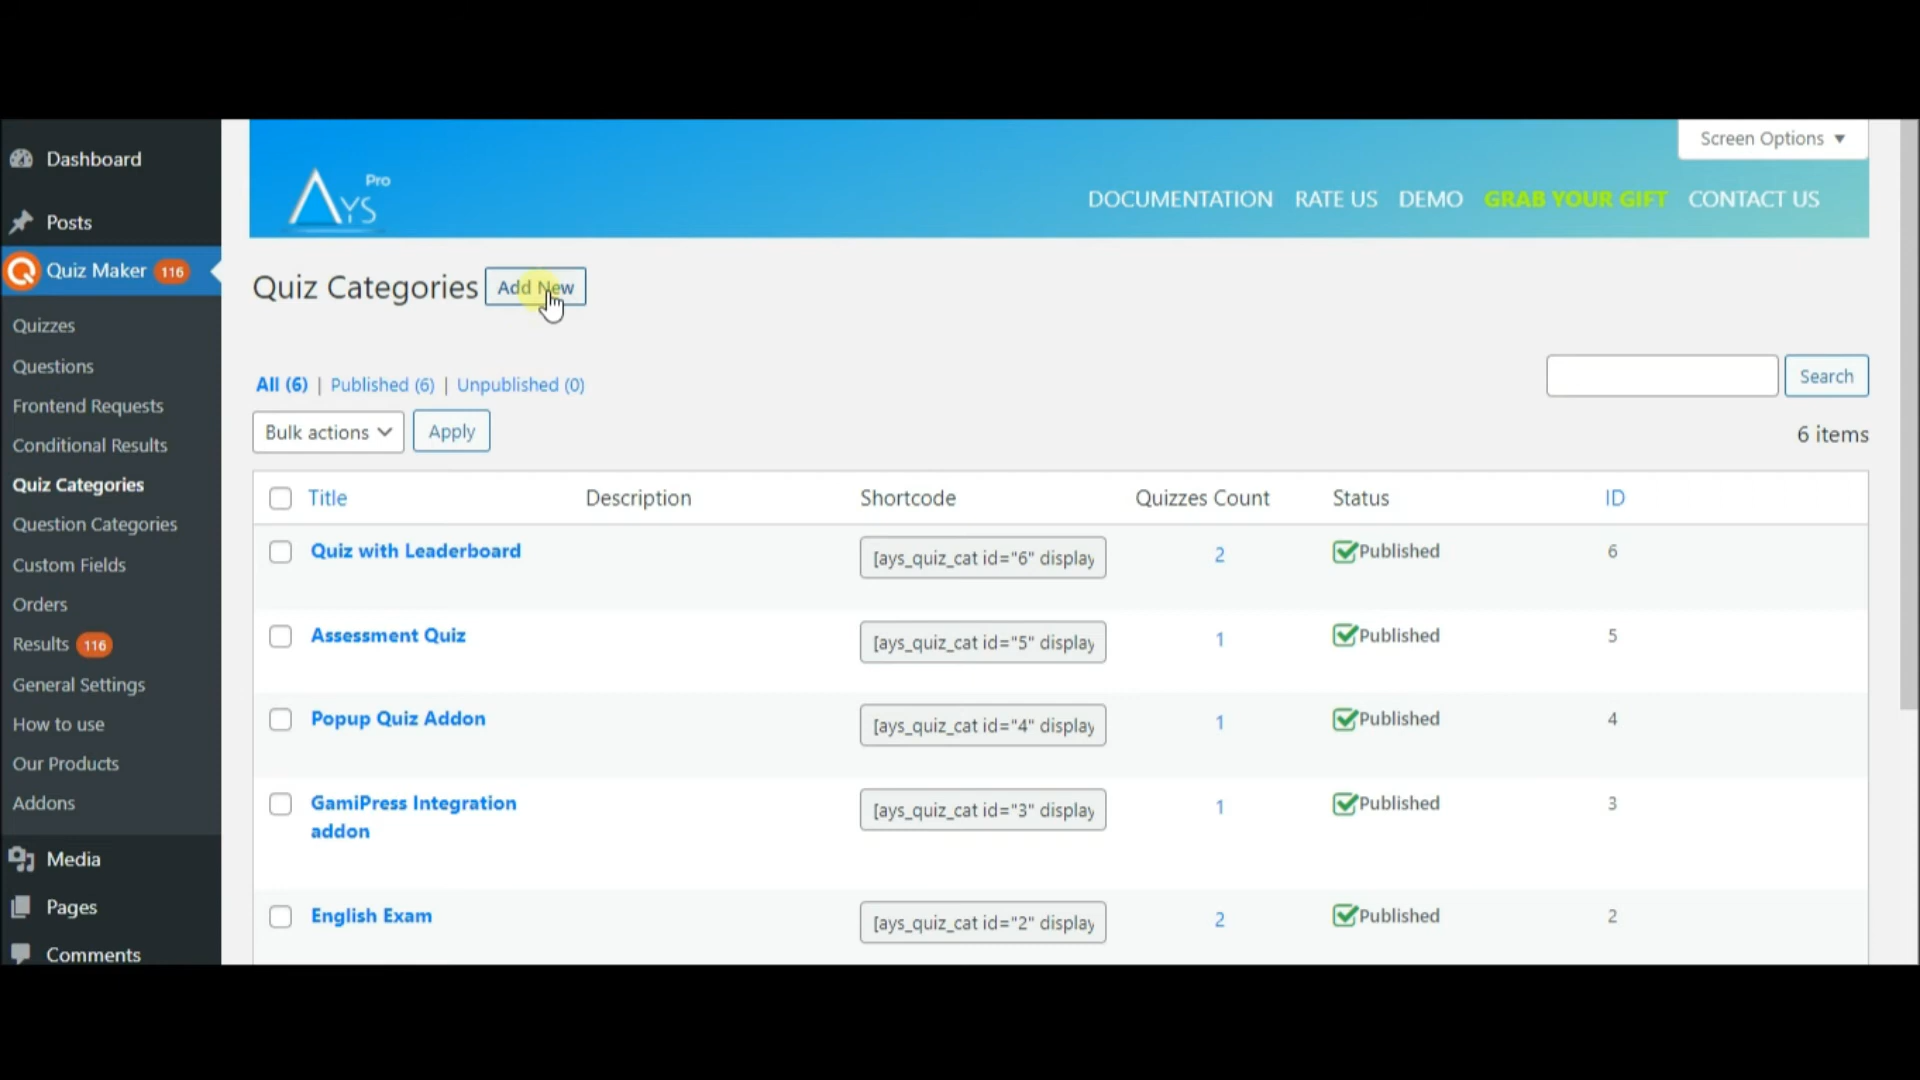 Dashboard
Posts
Quiz Maker 116
Quizzes
Questions
Frontend Requests
Conditional Results
Quiz Categories
Question Categories
Custom Fields
Orders
Results 116
General Settings
How to use
Our Products
Addons
Media
Pages
Comments
Screen Options
AYS Pro
DOCUMENTATION RATE US DEMO GRAB YOUR GIFT CONTACT US
Quiz Categories Add New
All (6) | Published (6) | Unpublished (0)
Search
Bulk actions Apply
6 items
Title Description Shortcode Quizzes Count Status ID
Quiz with Leaderboard [ays_quiz_cat id="6" display 2 Published 6
Assessment Quiz [ays_quiz_cat id="5" display 1 Published 5
Popup Quiz Addon [ays_quiz_cat id="4" display 1 Published 4
GamiPress Integration addon [ays_quiz_cat id="3" display 1 Published 3
English Exam [ays_quiz_cat id="2" display 2 Published 2